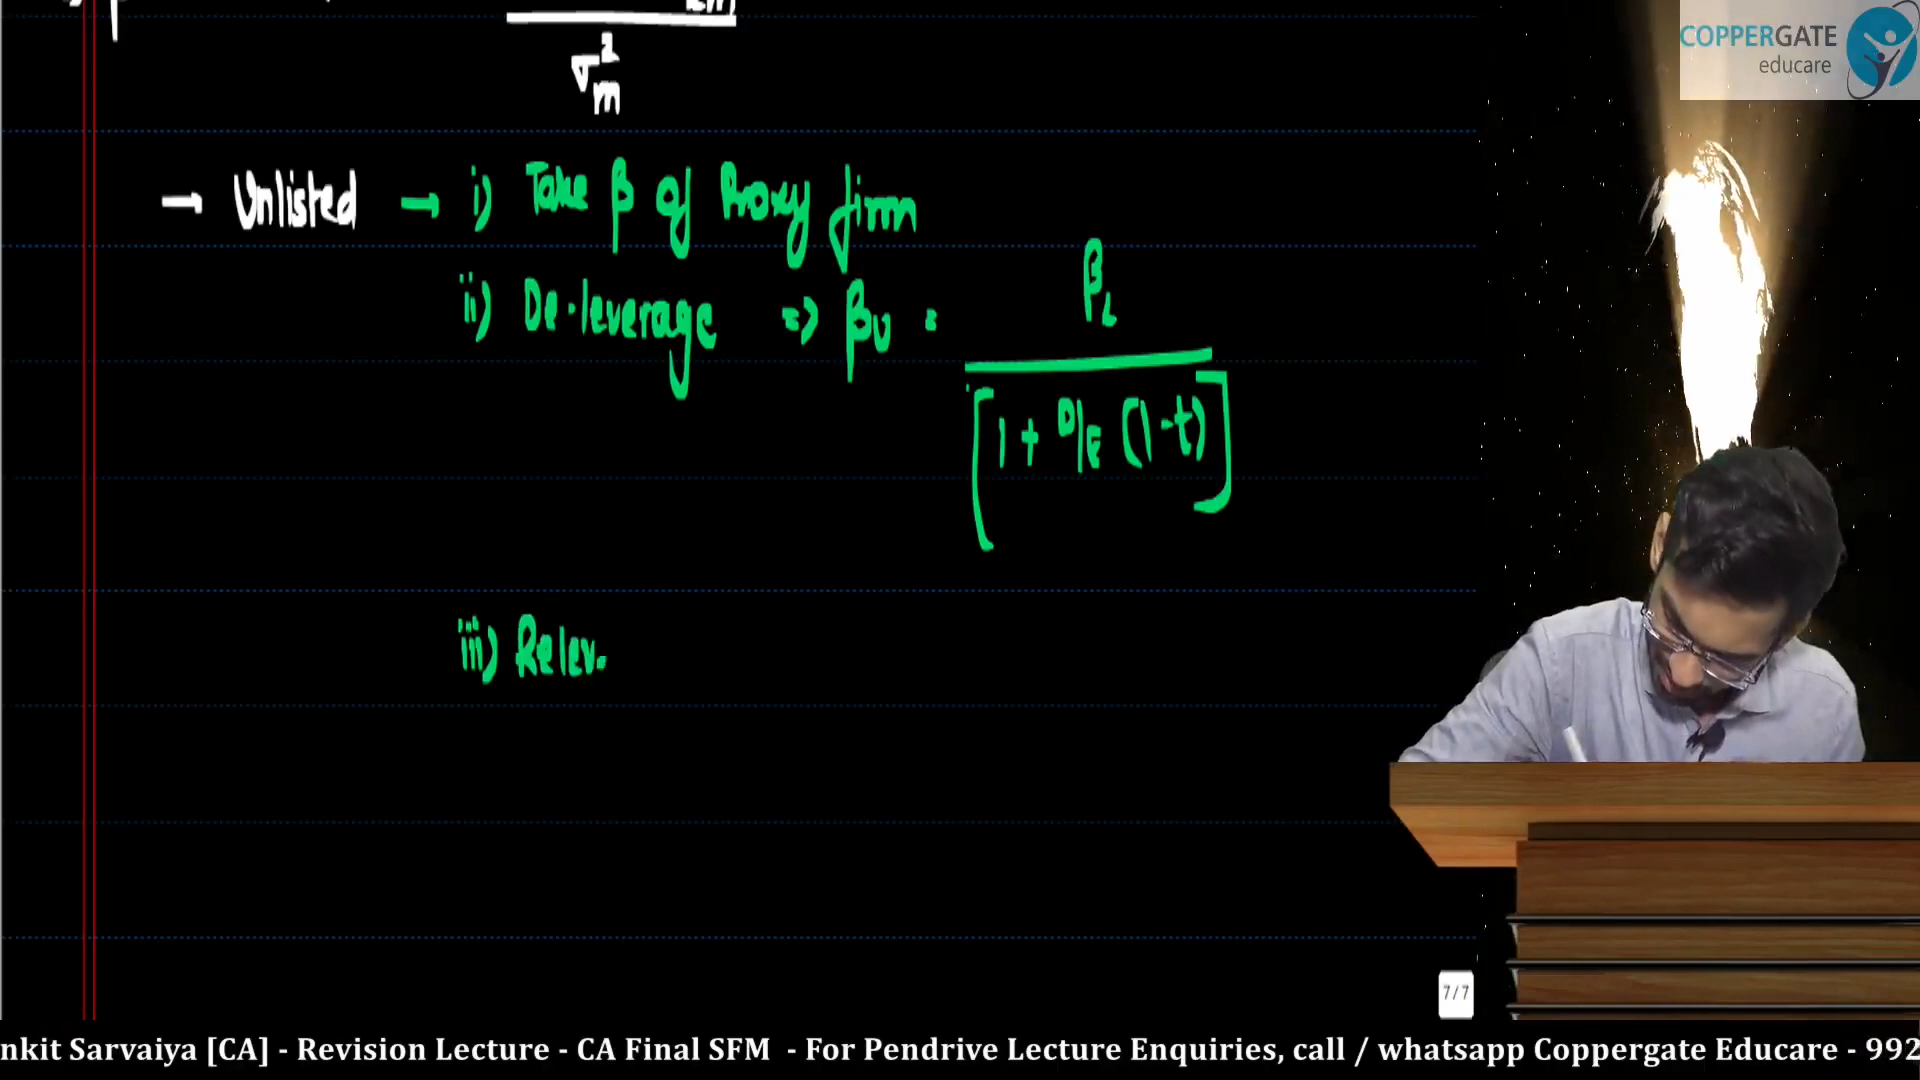 COPPERGATE
educare
σ²m
→ Unlisted → i) Take β of Proxy firm
ii) De-leverage => βU = βL
[1 + D/E (1-t)]
iii) Relev
7/7
nkit Sarvaiya [CA] - Revision Lecture - CA Final SFM - For Pendrive Lecture Enquiries, call / whatsapp Coppergate Educare - 992